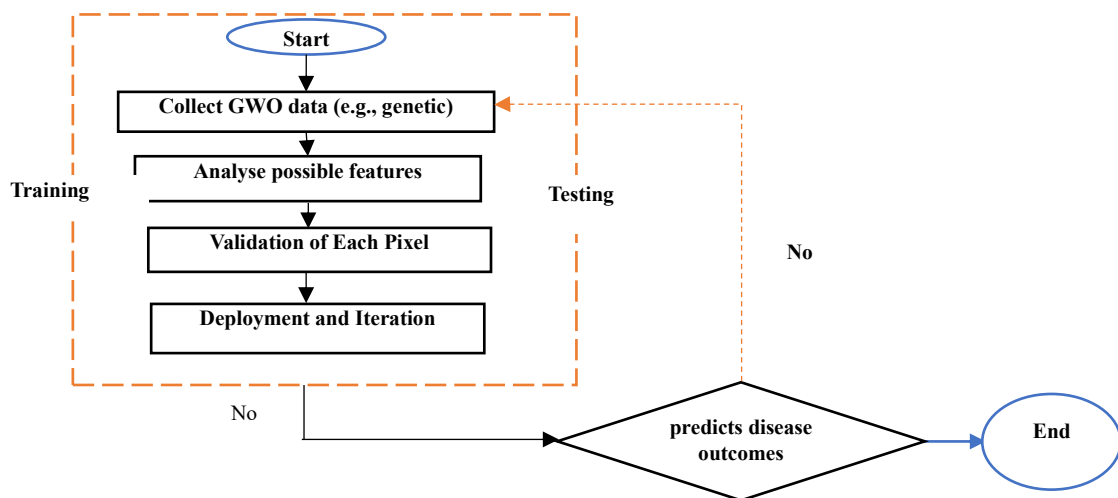 Start
Collect GWO data (e.g., genetic)
Analyse possible features
Training
Testing
Validation of Each Pixel
No
Deployment and Iteration
No
predicts disease
outcomes
End